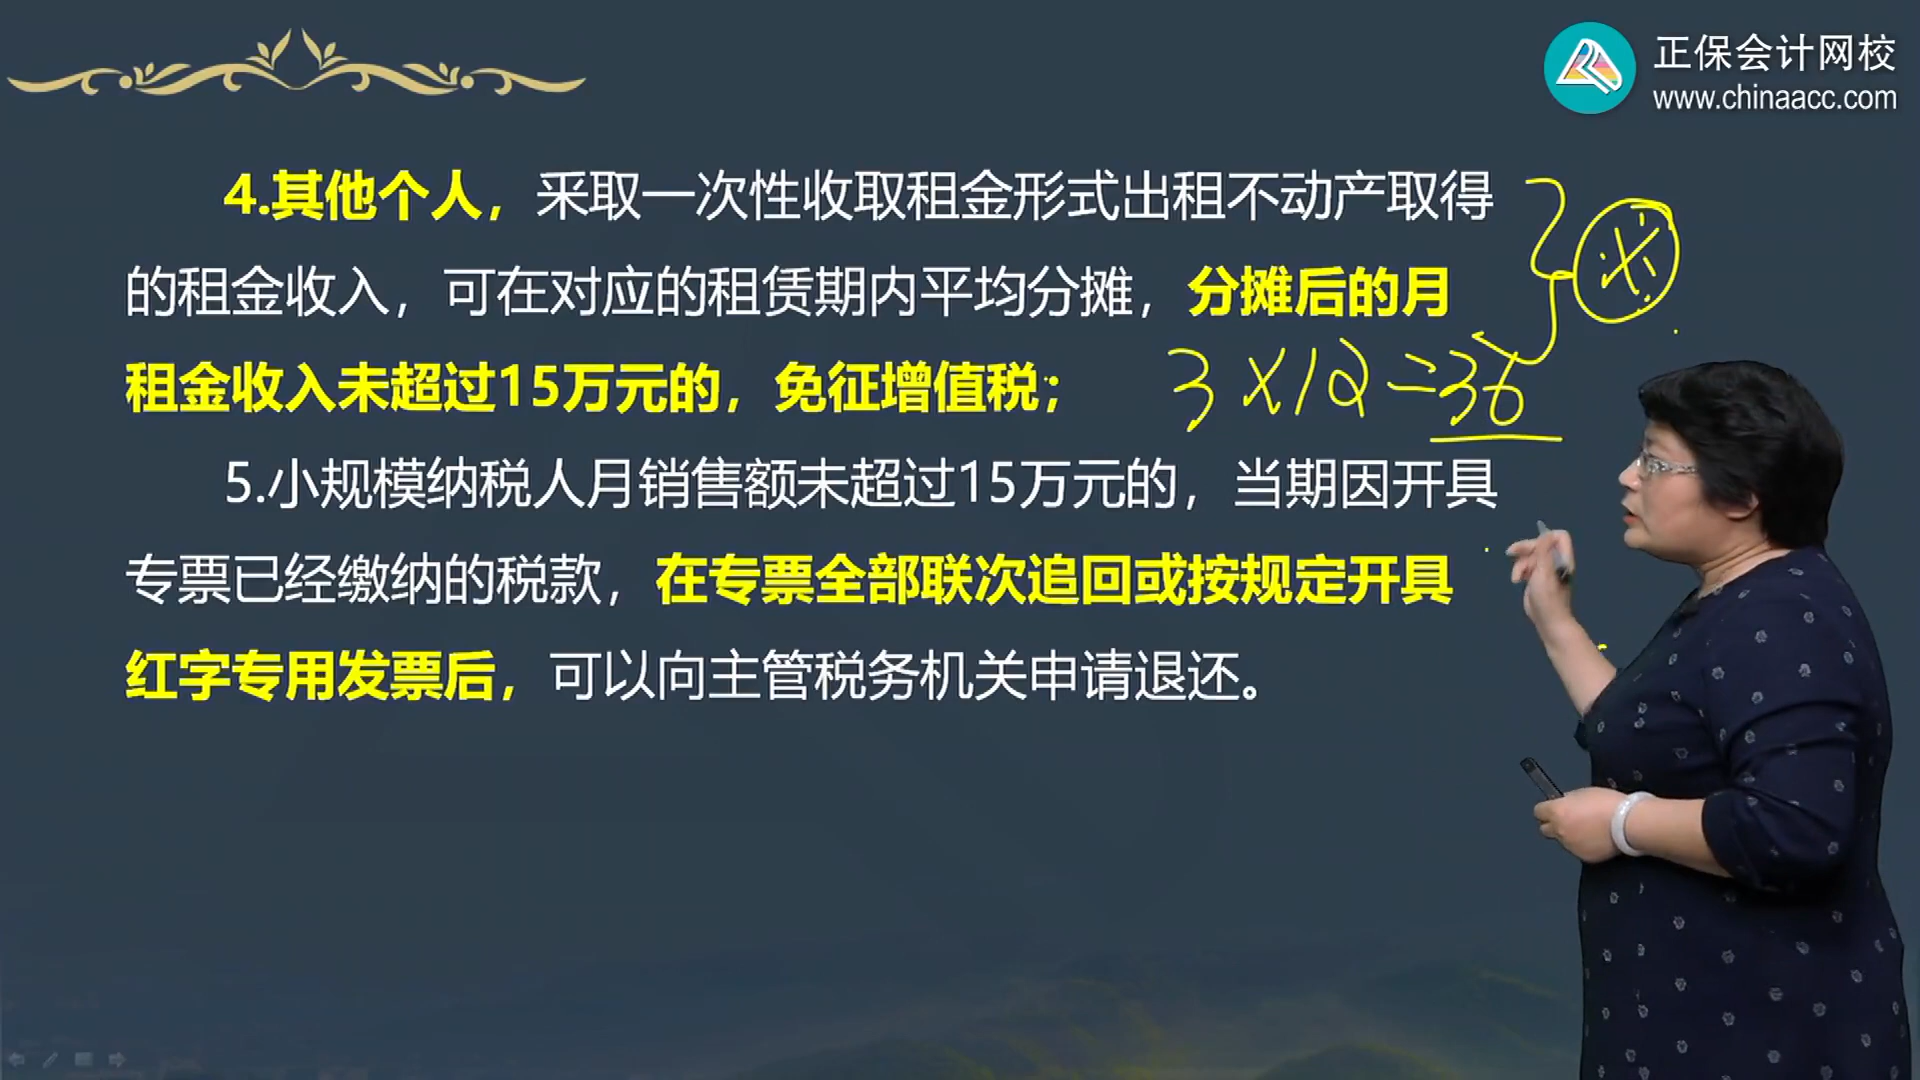 正保会计网校
www.chinaacc.com
4.其他个人，采取一次性收取租金形式出租不动产取得
的租金收入，可在对应的租赁期内平均分摊，分摊后的月
租金收入未超过15万元的，免征增值税；
3×12=36
※
5.小规模纳税人月销售额未超过15万元的，当期因开具
专票已经缴纳的税款，在专票全部联次追回或按规定开具
红字专用发票后，可以向主管税务机关申请退还。